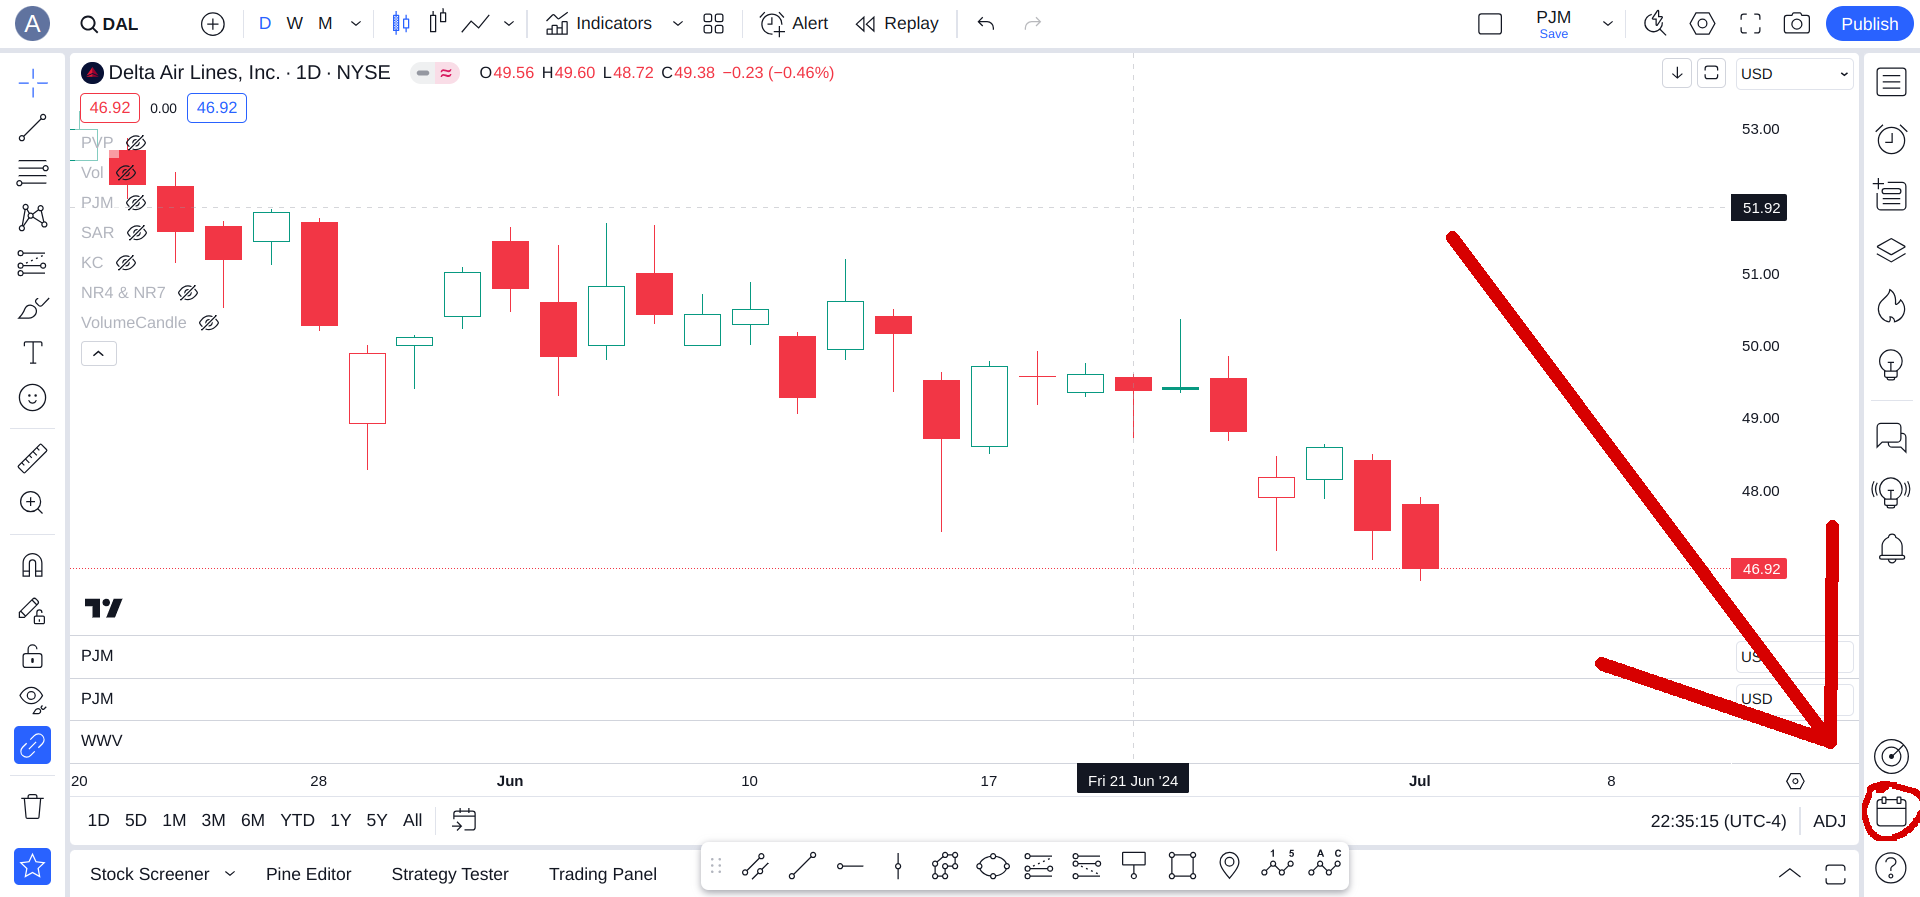 A DAL D W M Indicators Alert Replay PJM Save Publish
Delta Air Lines, Inc. · 1D · NYSE O49.56 H49.60 L48.72 C49.38 −0.23 (−0.46%) USD
46.92 0.00 46.92
53.00
PVP
Vol
PJM
51.92
SAR
KC
51.00
NR4 & NR7
VolumeCandle
50.00
49.00
48.00
46.92
PJM USD
PJM USD
WWV
20 28 Jun 10 17 Fri 21 Jun '24 Jul 8
1D 5D 1M 3M 6M YTD 1Y 5Y All 22:35:15 (UTC-4) ADJ
Stock Screener Pine Editor Strategy Tester Trading Panel 1 5 A C